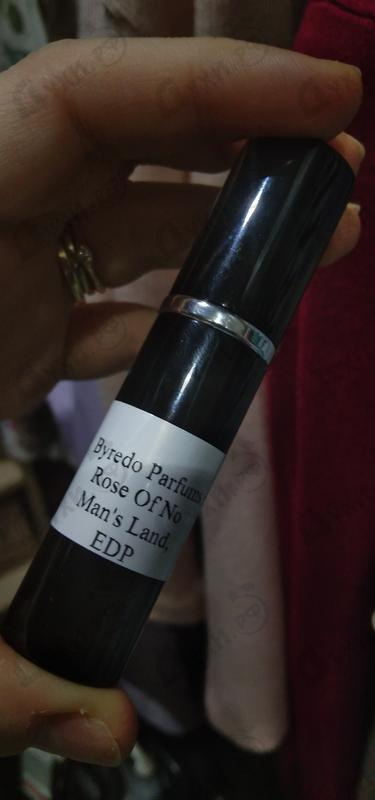 Byredo Parfums
Rose Of No
Man's Land,
EDP